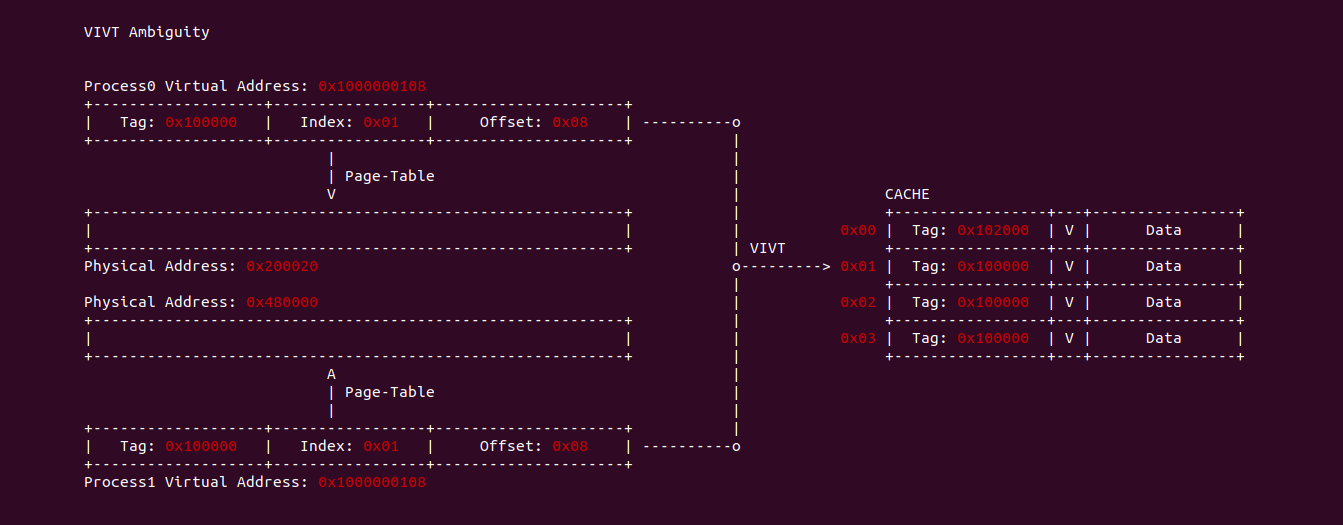 VIVT Ambiguity
Process0 Virtual Address: 0x1000000108
+-------------------+----------------+---------------------+
|   Tag: 0x100000   |   Index: 0x01   |     Offset: 0x08    | ----------o
+-------------------+----------------+---------------------+           |
|                                            |
| Page-Table                                 |
V                                            |               CACHE
+----------------------------------------------------------+           |               +-----------------+---+----------------+
|                                                          |           |          0x00 |  Tag: 0x102000  | V |      Data      |
+----------------------------------------------------------+           | VIVT          +-----------------+---+----------------+
Physical Address: 0x200020                                             o---------> 0x01 |  Tag: 0x100000  | V |      Data      |
|               +-----------------+---+----------------+
Physical Address: 0x480000                                             |          0x02 |  Tag: 0x100000  | V |      Data      |
+----------------------------------------------------------+           |               +-----------------+---+----------------+
|                                                          |           |          0x03 |  Tag: 0x100000  | V |      Data      |
+----------------------------------------------------------+           |               +-----------------+---+----------------+
A                                            |
| Page-Table                                 |
|                                            |
+-------------------+----------------+---------------------+           |
|   Tag: 0x100000   |   Index: 0x01   |     Offset: 0x08    | ----------o
+-------------------+----------------+---------------------+
Process1 Virtual Address: 0x1000000108